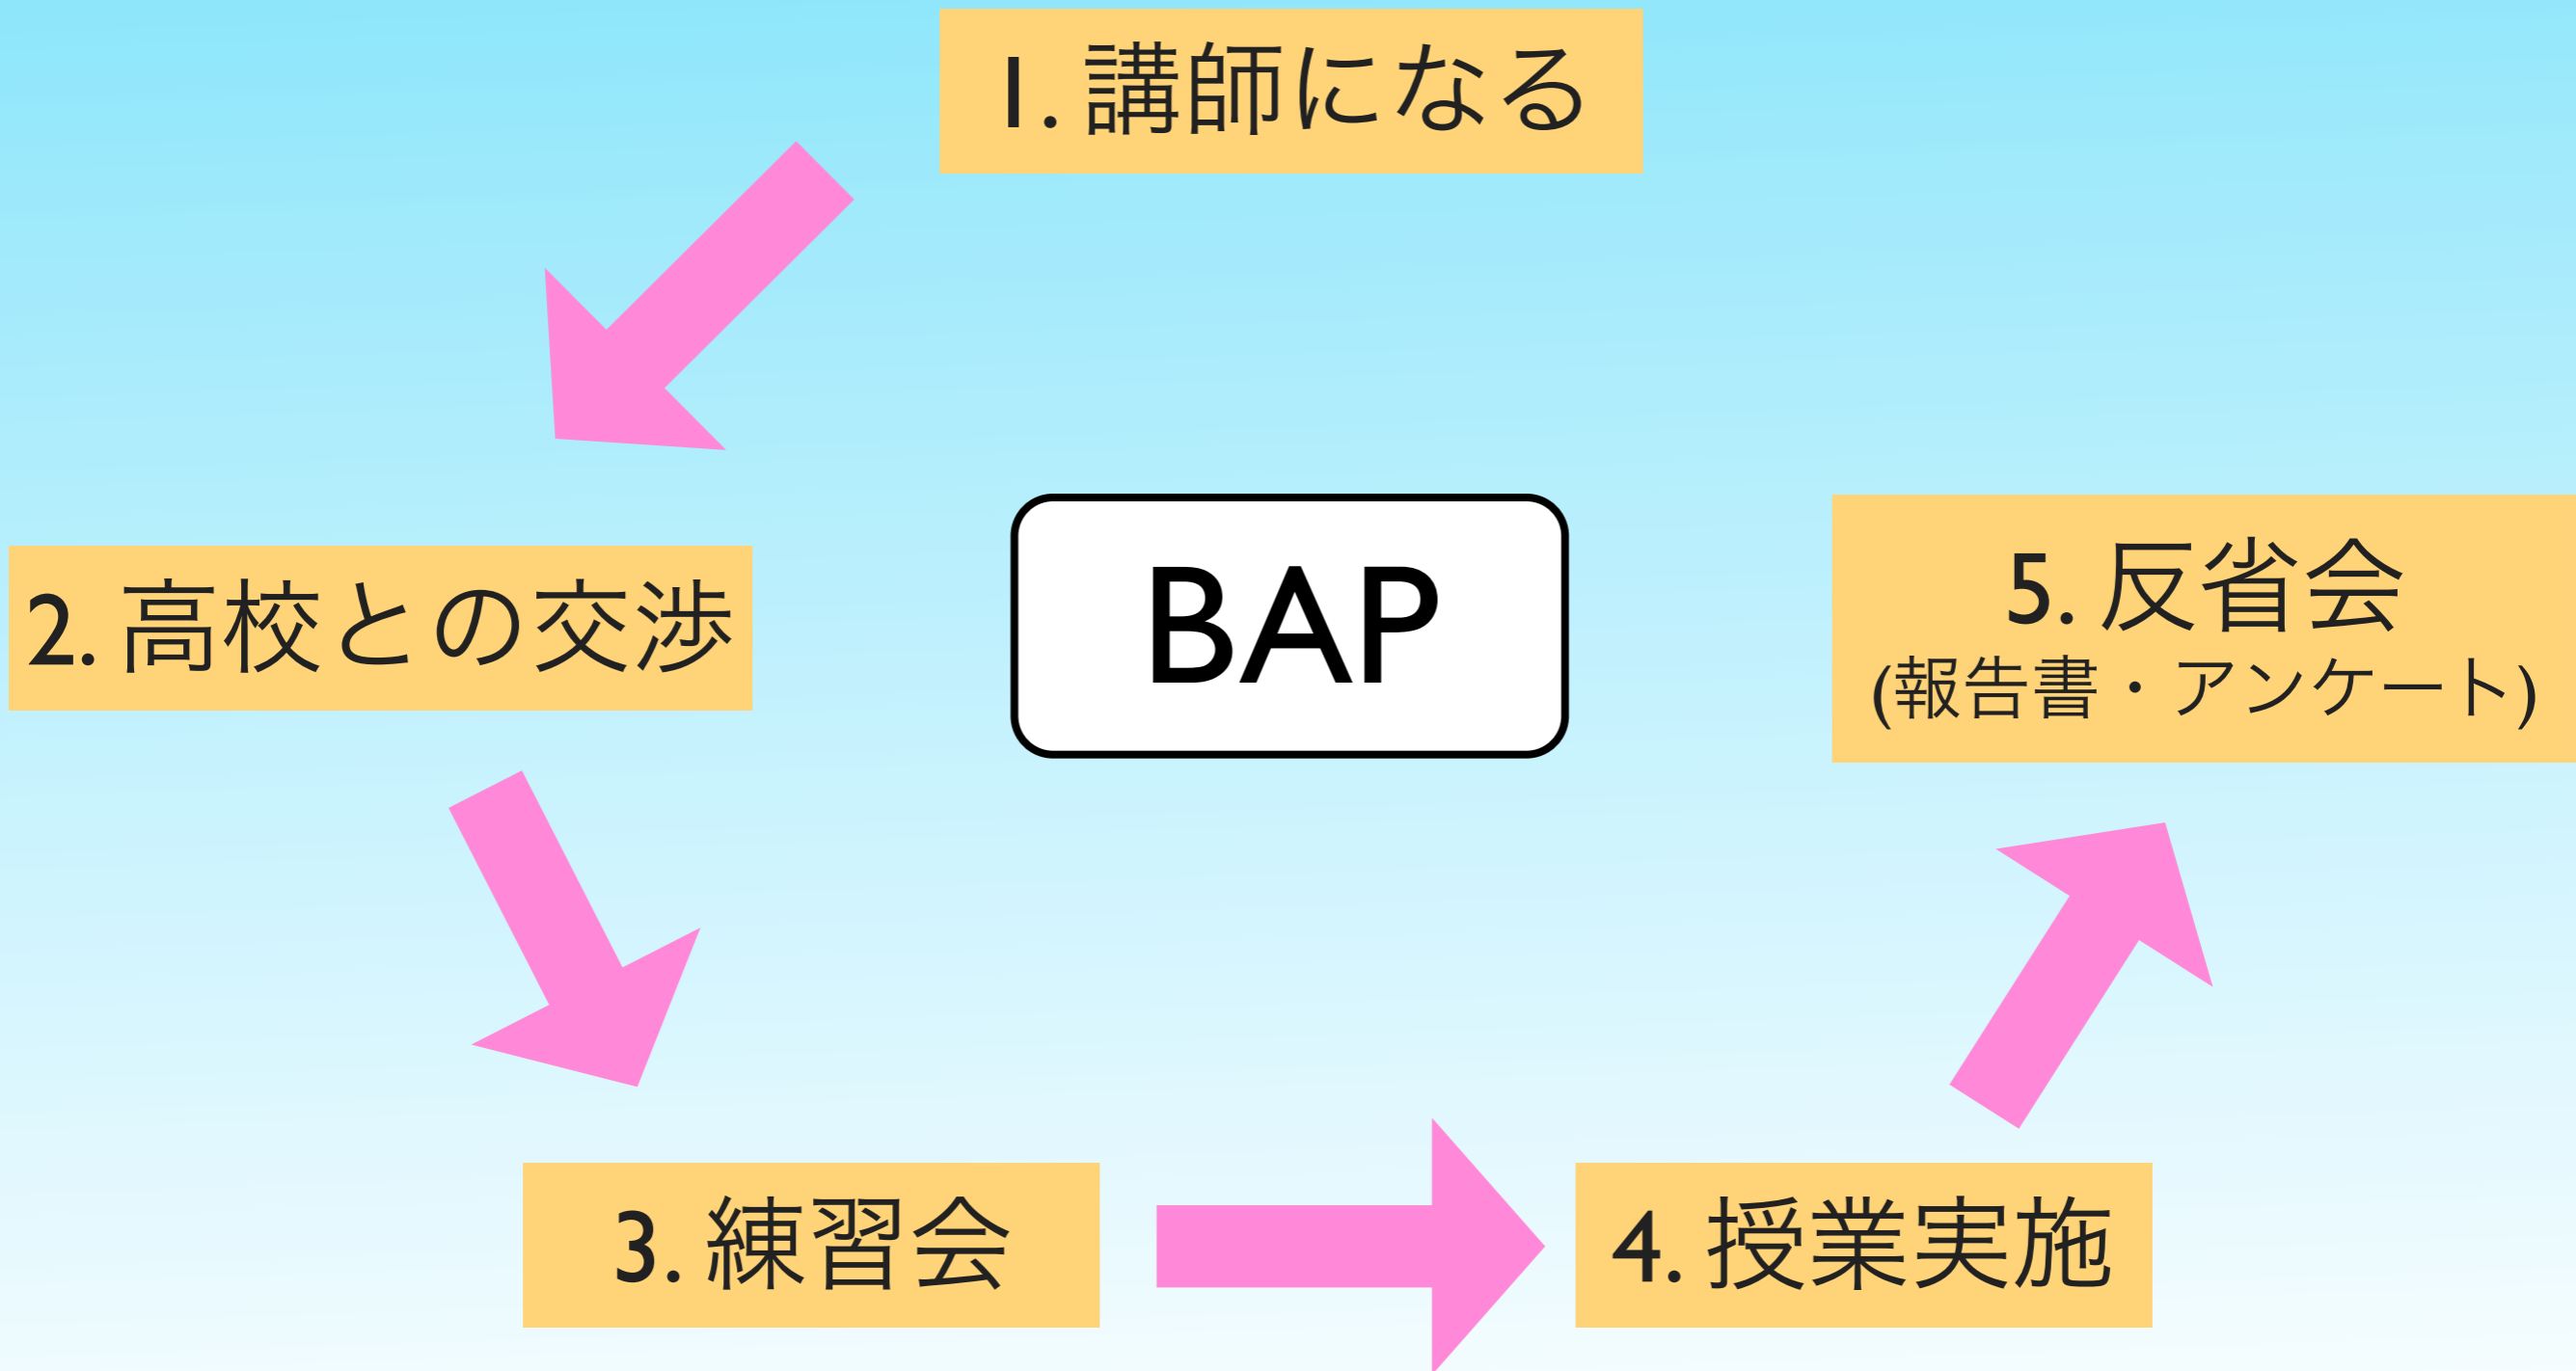 1. 講師になる
2. 高校との交渉
BAP
5. 反省会
(報告書・アンケート)
3. 練習会
4. 授業実施